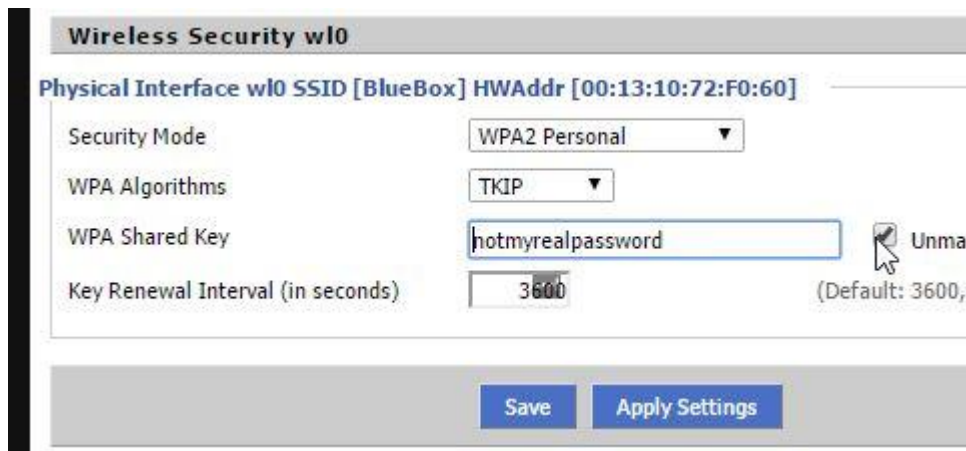 Wireless Security wl0
Physical Interface wl0 SSID [BlueBox] HWAddr [00:13:10:72:F0:60]
Security Mode WPA2 Personal
WPA Algorithms TKIP
WPA Shared Key notmyrealpassword Unma
Key Renewal Interval (in seconds) 3600 (Default: 3600,
Save Apply Settings